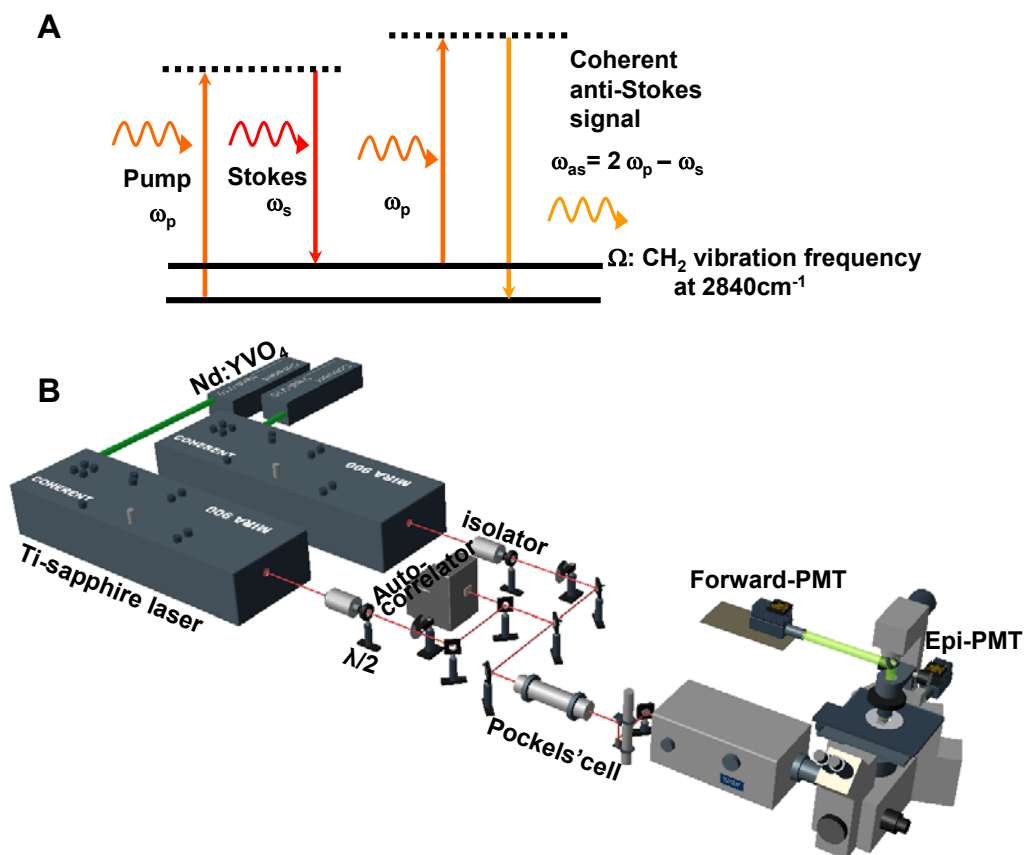 A
Coherent
anti-Stokes
signal
Pump
Stokes
ωp
ωs
ωp
ωas= 2 ωp – ωs
Ω: CH2 vibration frequency
at 2840cm-1
B
Nd:YVO4
COHERENT
MIRA 900
COHERENT
MIRA 900
Ti-sapphire laser
isolator
Auto-
correlator
λ/2
Pockels’cell
Forward-PMT
Epi-PMT